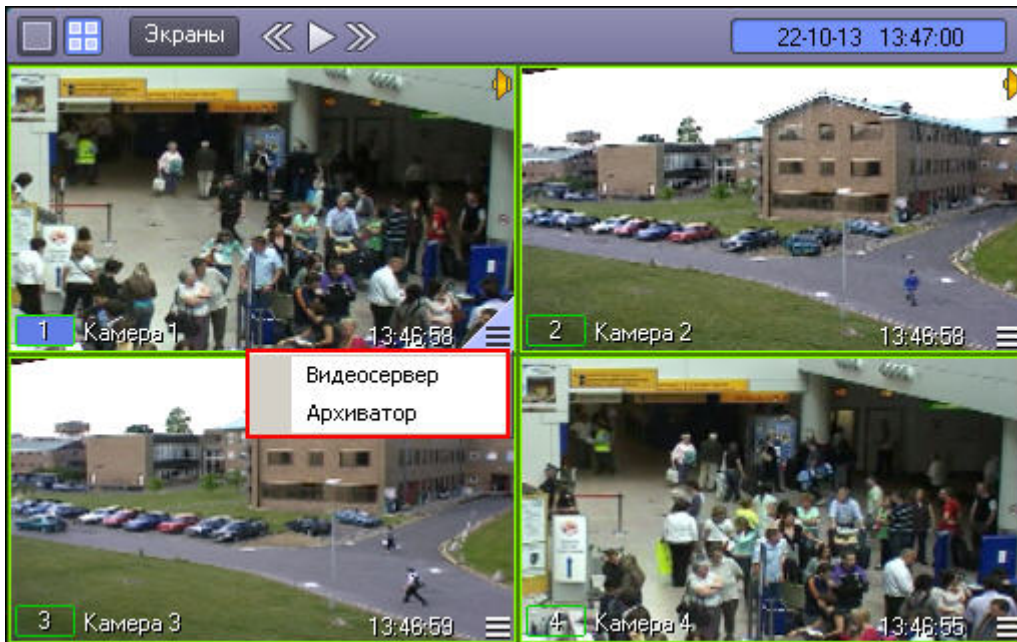 Экраны
22-10-13 13:47:00
1 Камера 1 13:46:58
2 Камера 2 13:46:58
Видеосервер
Архиватор
3 Камера 3 13:46:59
4 Камера 4 13:46:55